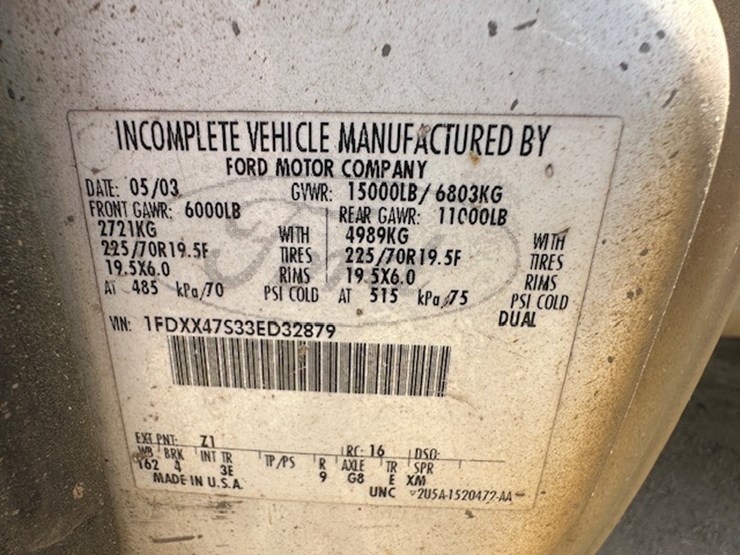 INCOMPLETE VEHICLE MANUFACTURED BY
FORD MOTOR COMPANY
DATE: 05/03 GVWR: 15000LB/ 6803KG
FRONT GAWR: 6000LB REAR GAWR: 11000LB
2721KG WITH 4989KG WITH
225/70R19.5F TIRES 225/70R19.5F TIRES
19.5X6.0 RIMS 19.5X6.0 RIMS
AT 485 kPa/70 PSI COLD AT 515 kPa/75 PSI COLD
DUAL
VIN: 1FDXX47S33ED32879
EXT PNT: Z1 RC: 16 DSO:
WB BRK INT TR TP/PS R AXLE TR SPR
162 4 3E 9 G8 E XM
MADE IN U.S.A. UNC 2U5A-1520472-AA
Ford